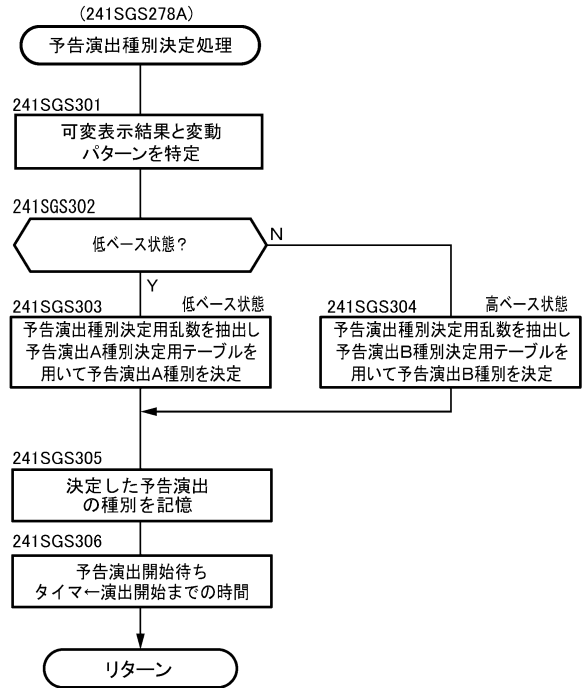 (241SGS278A)
予告演出種別決定処理
241SGS301
可変表示結果と変動
パターンを特定
241SGS302
低ベース状態？
N
Y
241SGS303
低ベース状態
予告演出種別決定用乱数を抽出し
予告演出A種別決定用テーブルを
用いて予告演出A種別を決定
241SGS304
高ベース状態
予告演出種別決定用乱数を抽出し
予告演出B種別決定用テーブルを
用いて予告演出B種別を決定
241SGS305
決定した予告演出
の種別を記憶
241SGS306
予告演出開始待ち
タイマ←演出開始までの時間
リターン